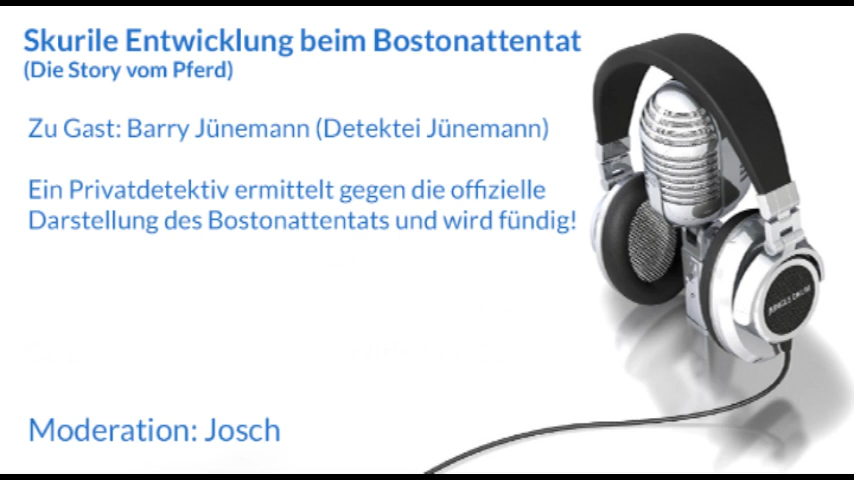 Skurile Entwicklung beim Bostonattentat
(Die Story vom Pferd)
Zu Gast: Barry Jünemann (Detektei Jünemann)
Ein Privatdetektiv ermittelt gegen die offizielle
Darstellung des Bostonattentats und wird fündig!
Moderation: Josch